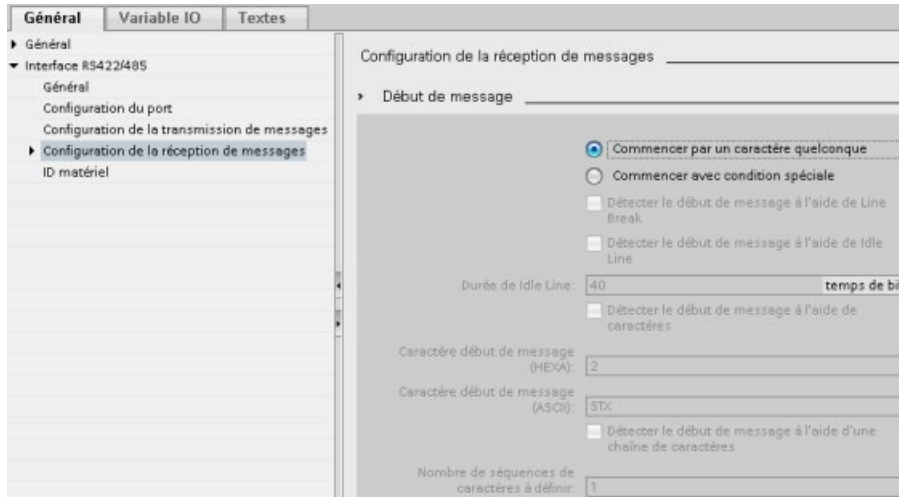 Général Variable IO Textes
Général
Interface RS422/485
Général
Configuration du port
Configuration de la transmission de messages
Configuration de la réception de messages
ID matériel
Configuration de la réception de messages
Début de message
Commencer par un caractère quelconque
Commencer avec condition spéciale
Détecter le début de message à l'aide de Line
Break
Détecter le début de message à l'aide de Idle
Line
Durée de Idle Line: 40 temps de bi
Détecter le début de message à l'aide de
caractères
Caractère début de message
(HEXA): 2
Caractère début de message
(ASCII): STX
Détecter le début de message à l'aide d'une
chaîne de caractères
Nombre de séquences de
caractères à définir: 1